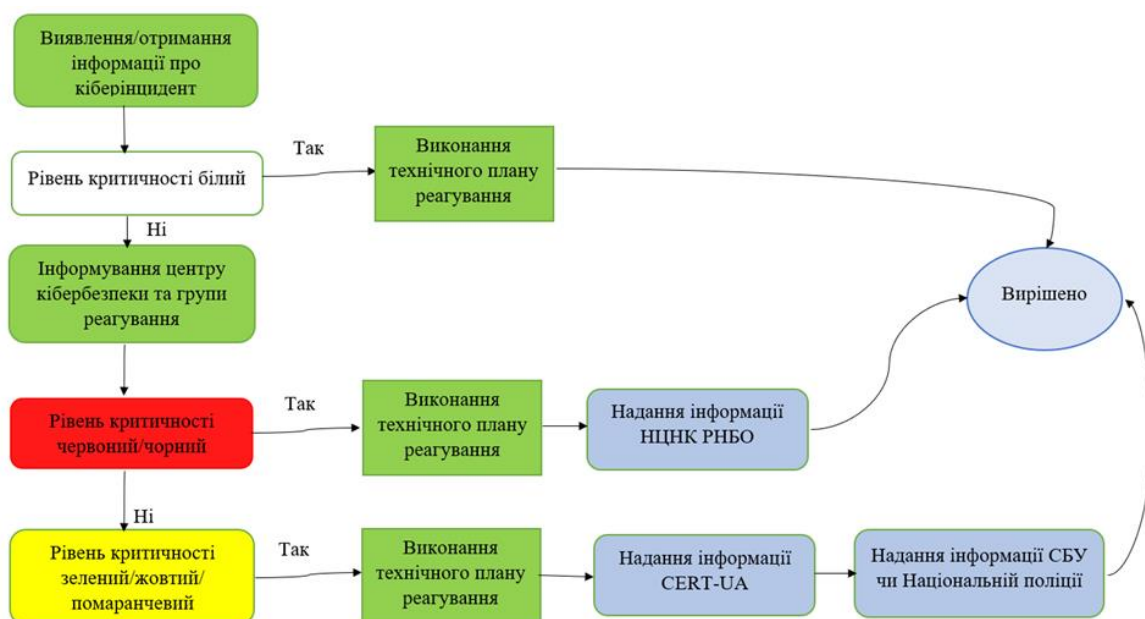 Виявлення/отримання
інформації про
кіберінцидент
Рівень критичності білий
Так
Виконання
технічного плану
реагування
Ні
Інформування центру
кібербезпеки та групи
реагування
Вирішено
Рівень критичності
червоний/чорний
Так
Виконання
технічного плану
реагування
Надання інформації
НЦНК РНБО
Ні
Рівень критичності
зелений/жовтий/
помаранчевий
Так
Виконання
технічного плану
реагування
Надання інформації
CERT-UA
Надання інформації СБУ
чи Національній поліції